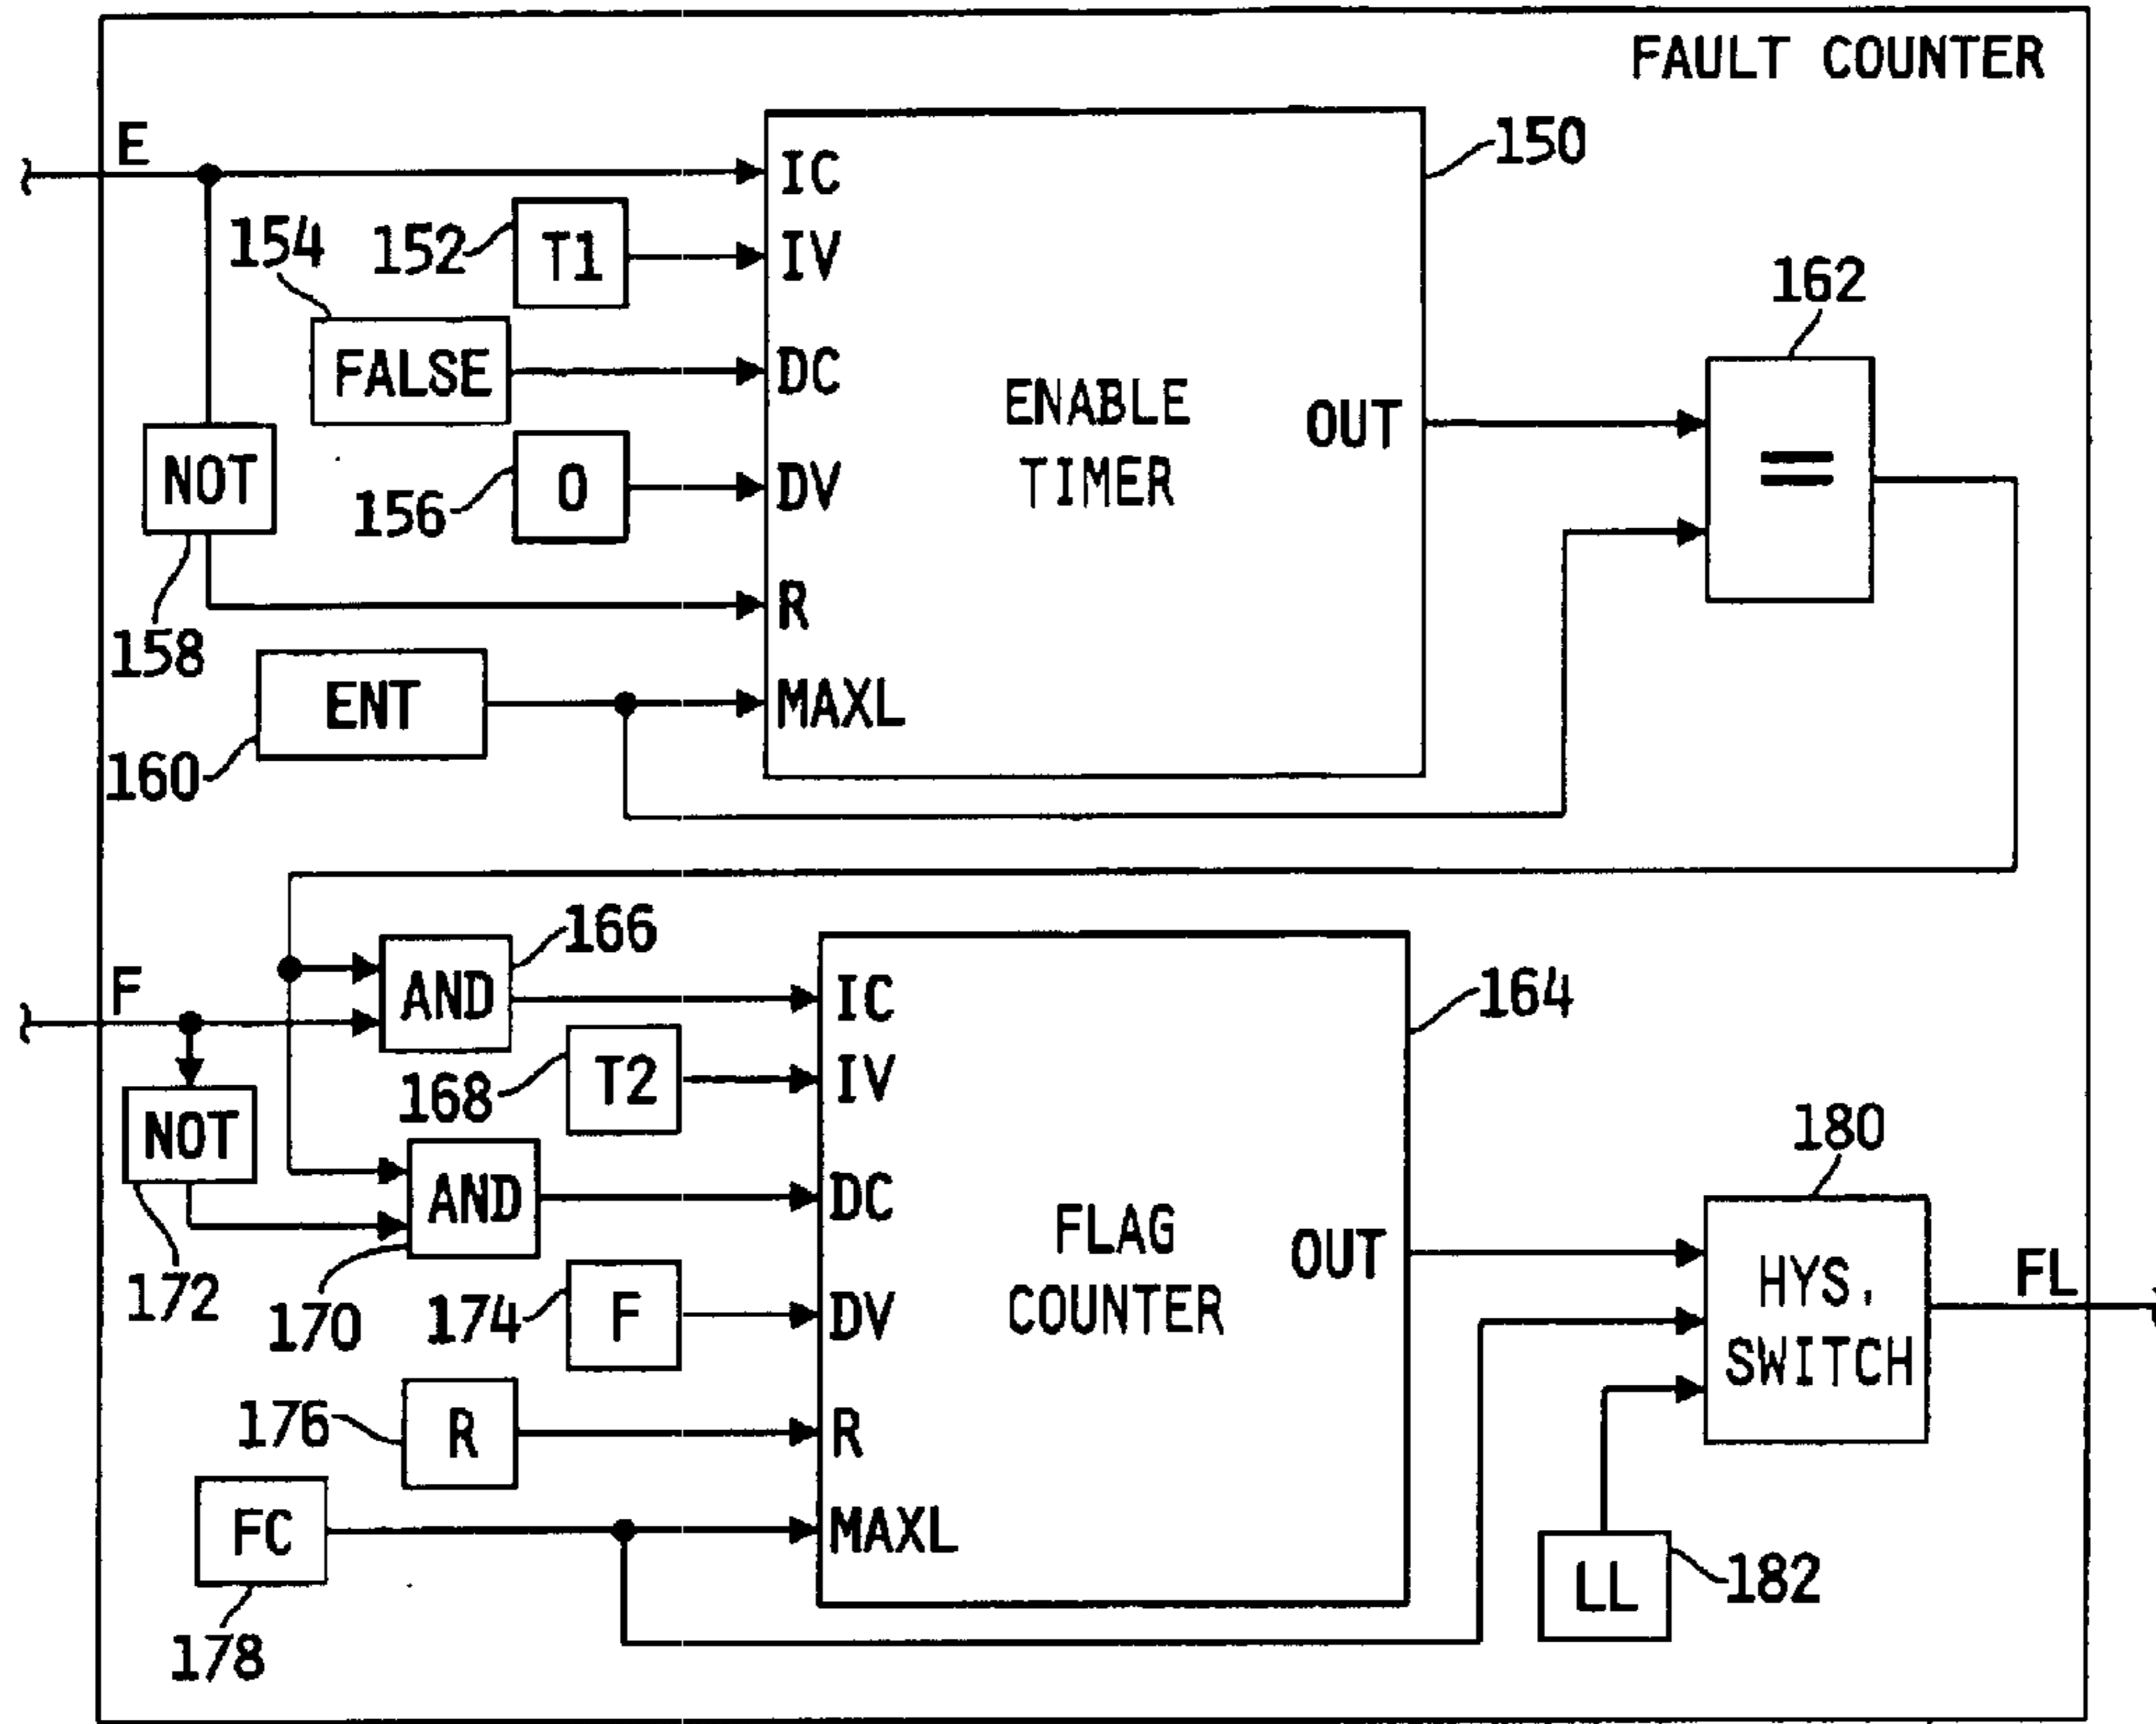 FAULT COUNTER
E
150
IC
154
152
T1
IV
162
FALSE
DC
ENABLE
TIMER
OUT
=
NOT
156
0
DV
158
R
ENT
MAXL
160
166
F
AND
IC
164
168
T2
IV
NOT
180
AND
DC
FLAG
COUNTER
OUT
HYS.
SWITCH
FL
172
170
174
F
DV
176
R
R
FC
MAXL
LL
182
178